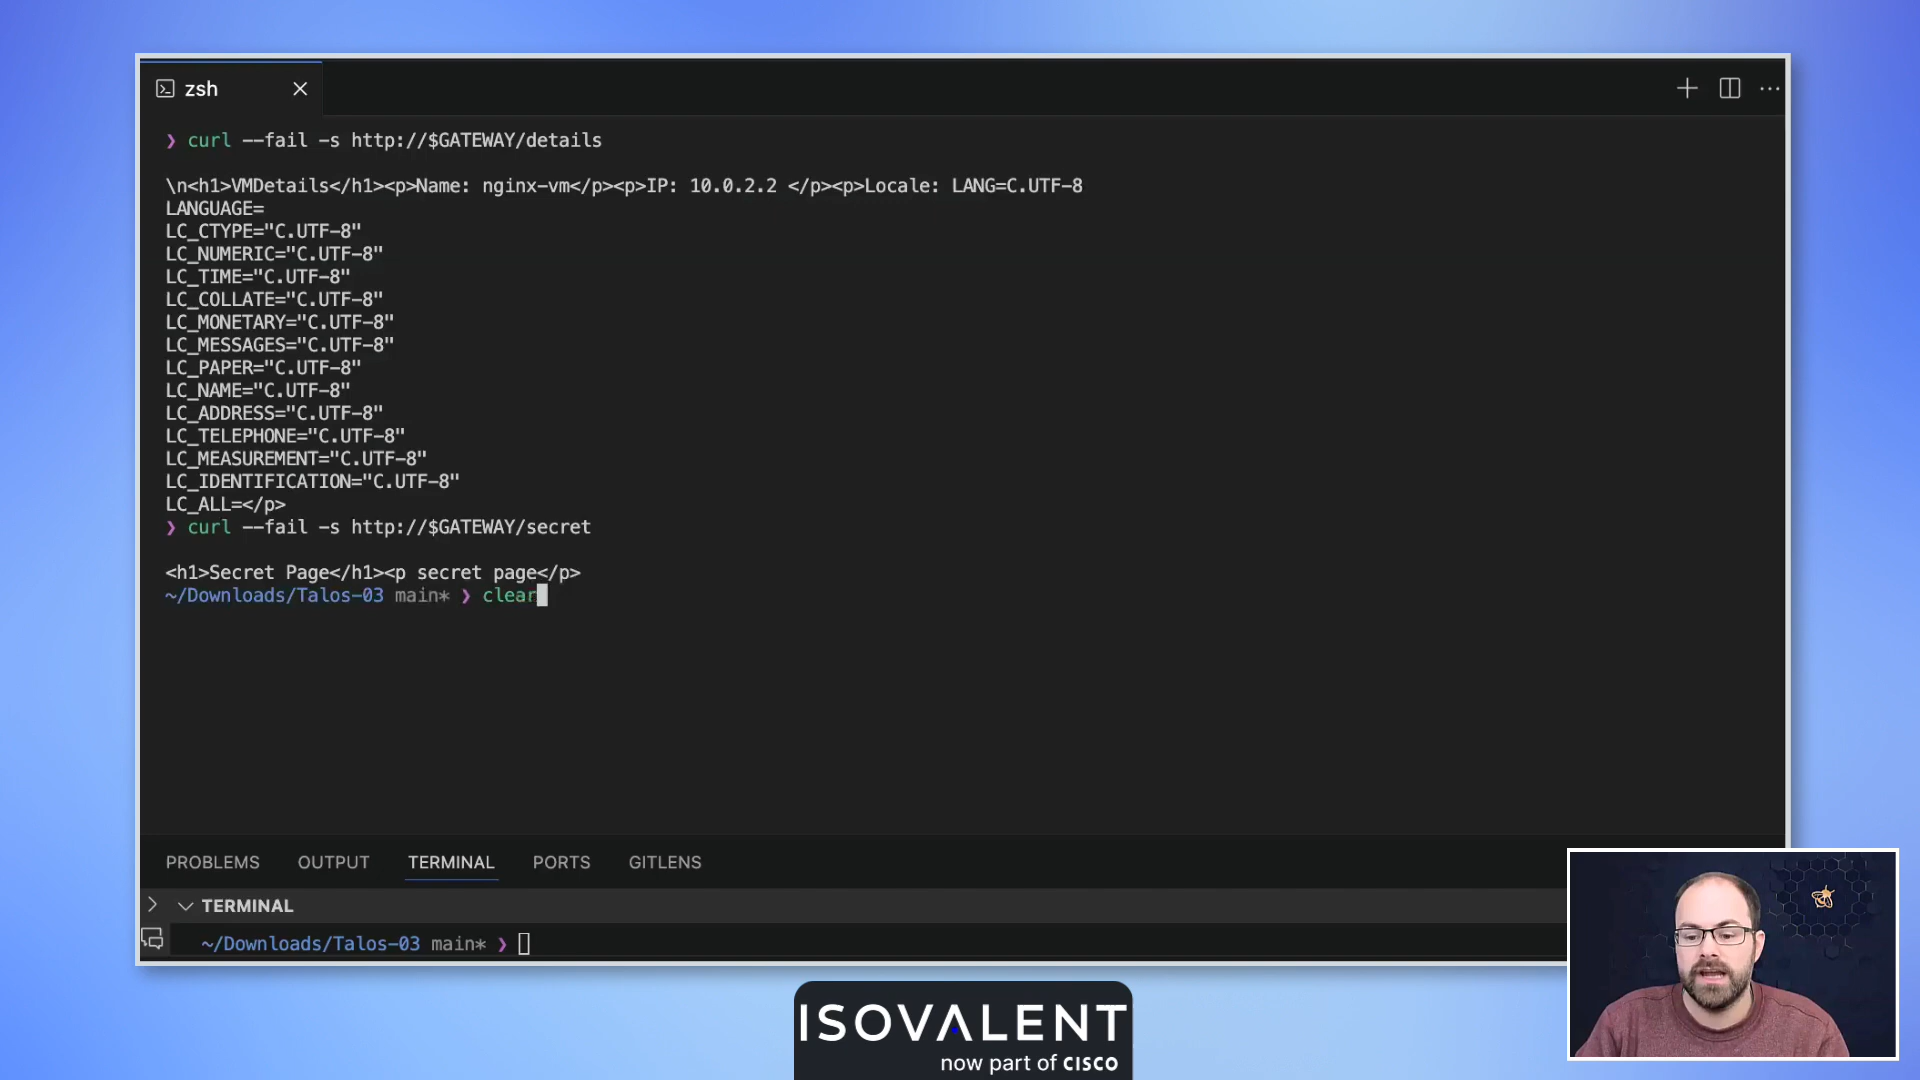 zsh
❯ curl --fail -s http://$GATEWAY/details
\n<h1>VMDetails</h1><p>Name: nginx-vm</p><p>IP: 10.0.2.2 </p><p>Locale: LANG=C.UTF-8
LANGUAGE=
LC_CTYPE="C.UTF-8"
LC_NUMERIC="C.UTF-8"
LC_TIME="C.UTF-8"
LC_COLLATE="C.UTF-8"
LC_MONETARY="C.UTF-8"
LC_MESSAGES="C.UTF-8"
LC_PAPER="C.UTF-8"
LC_NAME="C.UTF-8"
LC_ADDRESS="C.UTF-8"
LC_TELEPHONE="C.UTF-8"
LC_MEASUREMENT="C.UTF-8"
LC_IDENTIFICATION="C.UTF-8"
LC_ALL=</p>
❯ curl --fail -s http://$GATEWAY/secret
<h1>Secret Page</h1><p secret page</p>
~/Downloads/Talos-03 main* ❯ clear
PROBLEMS OUTPUT TERMINAL PORTS GITLENS
TERMINAL
~/Downloads/Talos-03 main* ❯
ISOVALENT
now part of CISCO